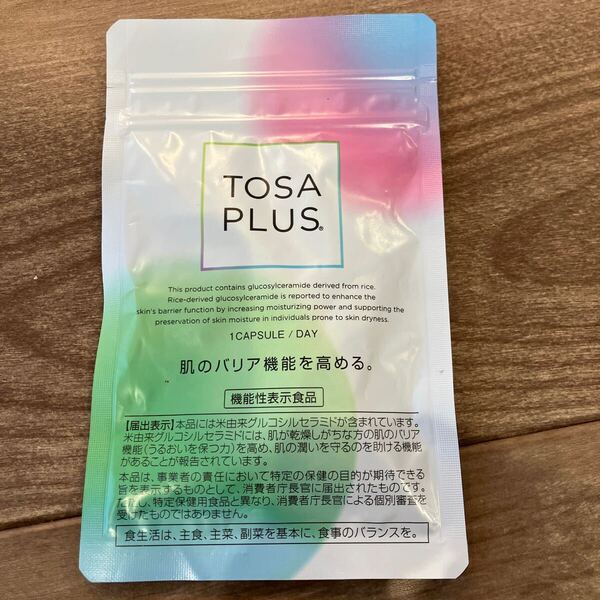 TOSA
PLUS®
This product contains glucosylceramide derived from rice.
Rice-derived glucosylceramide is reported to enhance the
skin's barrier function by increasing moisturizing power and supporting the
preservation of skin moisture in individuals prone to skin dryness.
1CAPSULE / DAY
肌のバリア機能を高める。
機能性表示食品
【届出表示】本品には米由来グルコシルセラミドが含まれています。
米由来グルコシルセラミドには、肌が乾燥しがちな方の肌のバリア
機能(うるおいを保つ力)を高め、肌の潤いを守るのを助ける機能
があることが報告されています。
本品は、事業者の責任において特定の保健の目的が期待できる
旨を表示するものとして、消費者庁長官に届出されたものです。
ただし、特定保健用食品と異なり、消費者庁長官による個別審査を
受けたものではありません。
食生活は、主食、主菜、副菜を基本に、食事のバランスを。